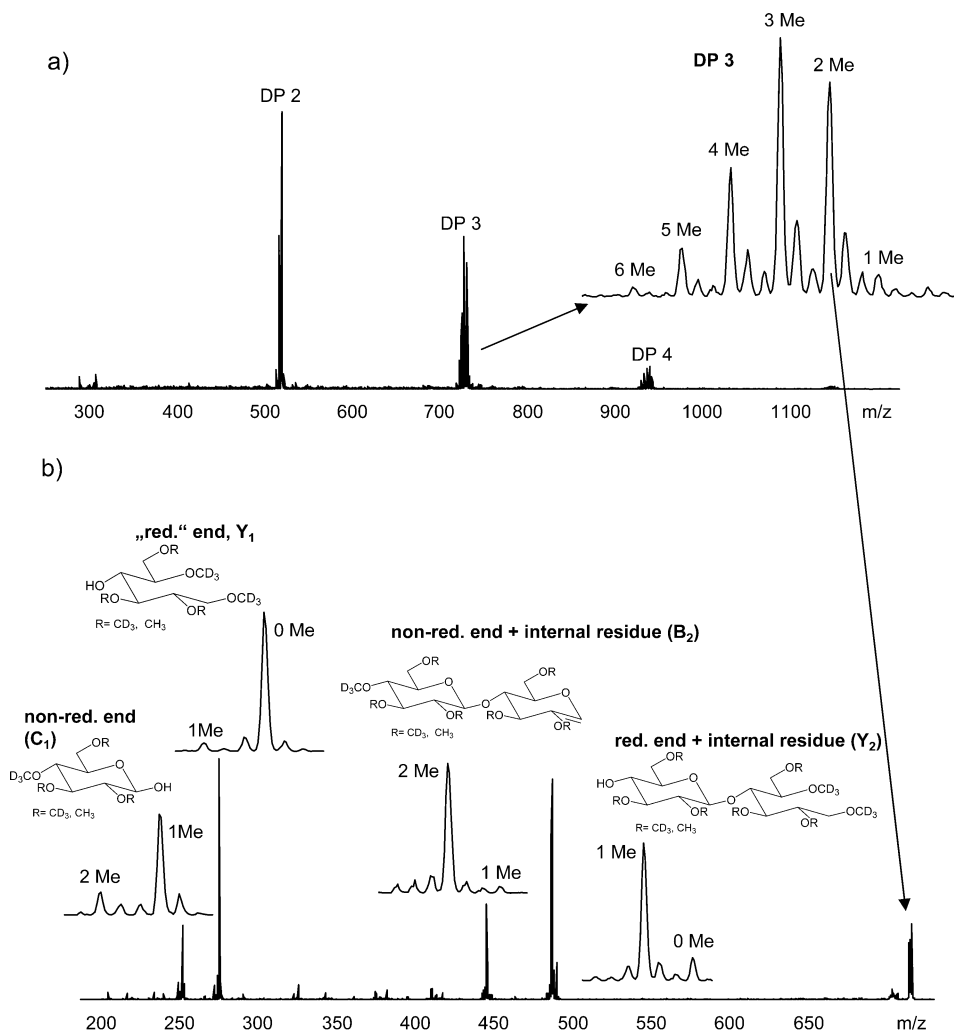 a)
DP 2
DP 3
DP 4
DP 3
6 Me
5 Me
4 Me
3 Me
2 Me
1 Me
300 400 500 600 700 800 900 1000 1100 m/z
b)
„red.“ end, Y1
OR
HO
OCD3
RO
OR
OCD3
R= CD3, CH3
0 Me
1Me
non-red. end
(C1)
OR
D3CO
O
OH
RO
OR
R= CD3, CH3
2 Me
1Me
non-red. end + internal residue (B2)
OR
OR
D3CO
O
O
O
RO
OR
RO
OR
R= CD3, CH3
2 Me
1 Me
red. end + internal residue (Y2)
OR
OR
HO
O
O
OCD3
RO
OR
RO
OR
OCD3
R= CD3, CH3
1 Me
0 Me
200 250 300 350 400 450 500 550 600 650 m/z